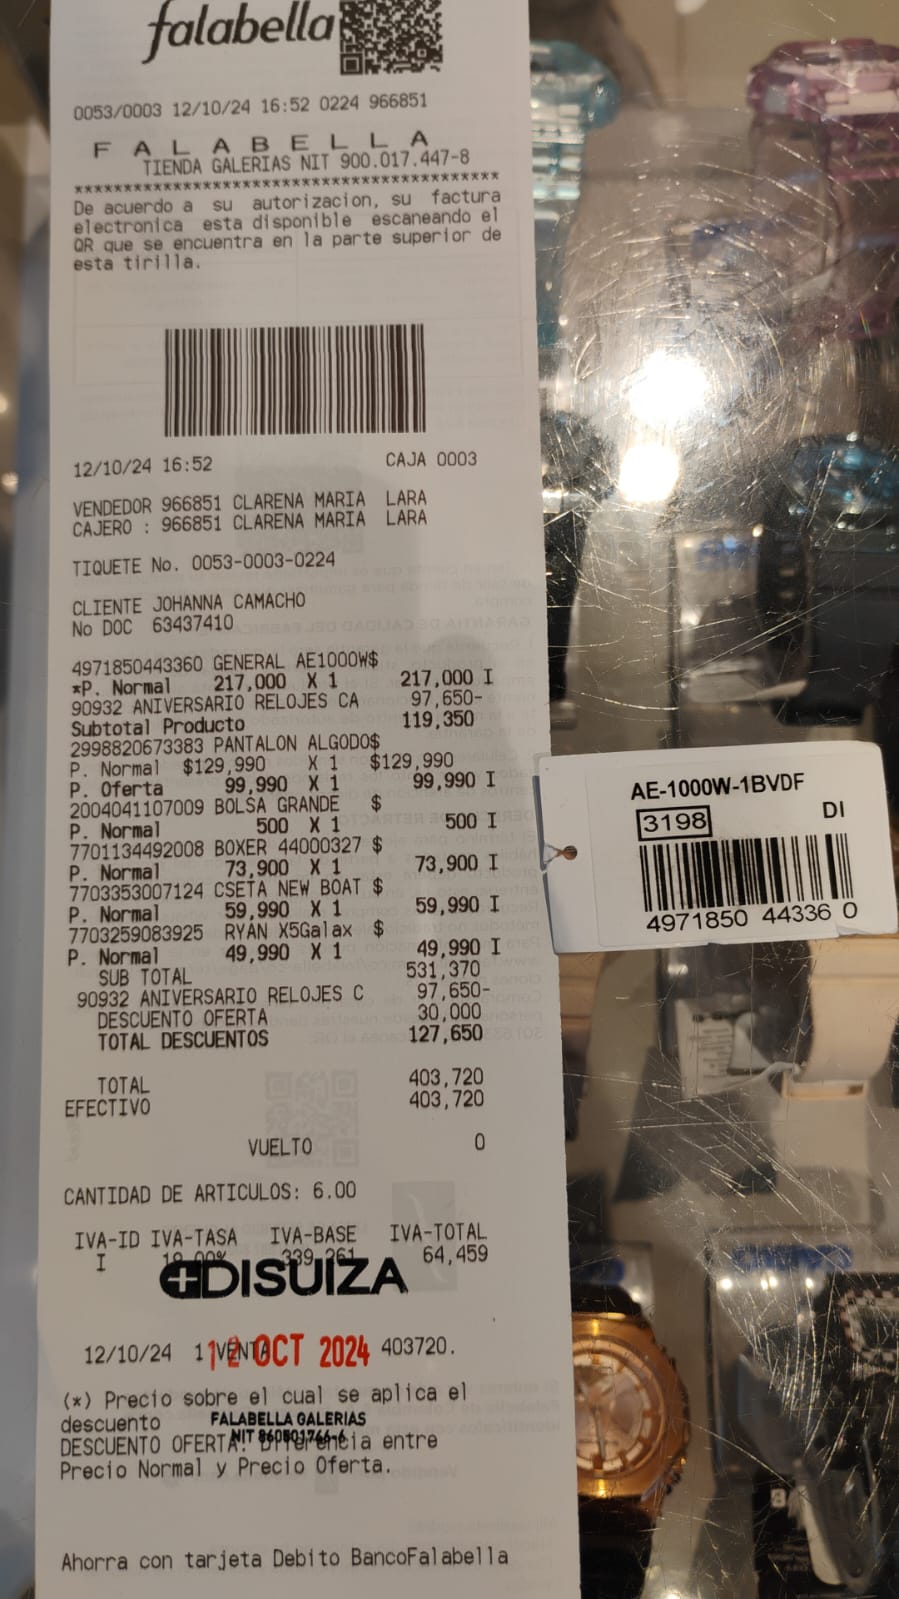 falabella
0053/0003 12/10/24 16:52 0224 966851
F A L A B E L L A
TIENDA GALERIAS NIT 900.017.447-8
*****************************************************
De acuerdo a su autorizacion, su factura
electronica esta disponible escaneando el
QR que se encuentra en la parte superior de
esta tirilla.
12/10/24 16:52 CAJA 0003
VENDEDOR 966851 CLARENA MARIA LARA
CAJERO : 966851 CLARENA MARIA LARA
TIQUETE No. 0053-0003-0224
CLIENTE JOHANNA CAMACHO
No DOC 63437410
4971850443360 GENERAL AE1000W$
*P. Normal 217,000 X 1 217,000 I
90932 ANIVERSARIO RELOJES CA 97,650-
Subtotal Producto 119,350
2998820673383 PANTALON ALGODO$
P. Normal $129,990 X 1 $129,990
P. Oferta 99,990 X 1 99,990 I
2004041107009 BOLSA GRANDE $
P. Normal 500 X 1 500 I
7701134492008 BOXER 44000327 $
P. Normal 73,900 X 1 73,900 I
7703353007124 CSETA NEW BOAT $
P. Normal 59,990 X 1 59,990 I
7703259083925 RYAN X5Galax $
P. Normal 49,990 X 1 49,990 I
SUB TOTAL 531,370
90932 ANIVERSARIO RELOJES C 97,650-
DESCUENTO OFERTA 30,000
TOTAL DESCUENTOS 127,650
TOTAL 403,720
EFECTIVO 403,720
VUELTO 0
CANTIDAD DE ARTICULOS: 6.00
IVA-ID IVA-TASA IVA-BASE IVA-TOTAL
I 19.00% 339,261 64,459
DISUIZA
12/10/24 1 VENTA 403720.
12 OCT 2024
(*) Precio sobre el cual se aplica el
descuento
FALABELLA GALERIAS
NIT 860501766-6
DESCUENTO OFERTA: Diferencia entre
Precio Normal y Precio Oferta.
Ahorra con tarjeta Debito BancoFalabella
AE-1000W-1BVDF
3198 DI
4971850 44336 0